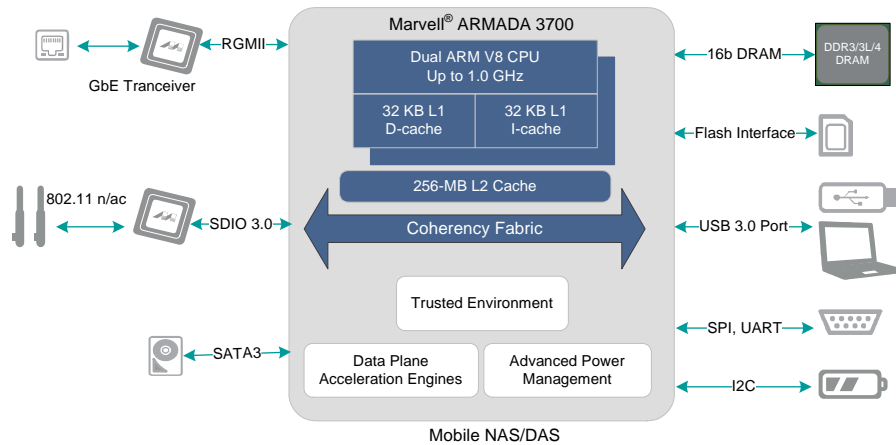 Marvell® ARMADA 3700
Dual ARM V8 CPU
Up to 1.0 GHz
32 KB L1
D-cache
32 KB L1
I-cache
256-MB L2 Cache
Coherency Fabric
Trusted Environment
Data Plane
Acceleration Engines
Advanced Power
Management
RGMII
GbE Tranceiver
802.11 n/ac
SDIO 3.0
SATA3
16b DRAM
DDR3/3L/4
DRAM
Flash Interface
USB 3.0 Port
SPI, UART
I2C
Mobile NAS/DAS